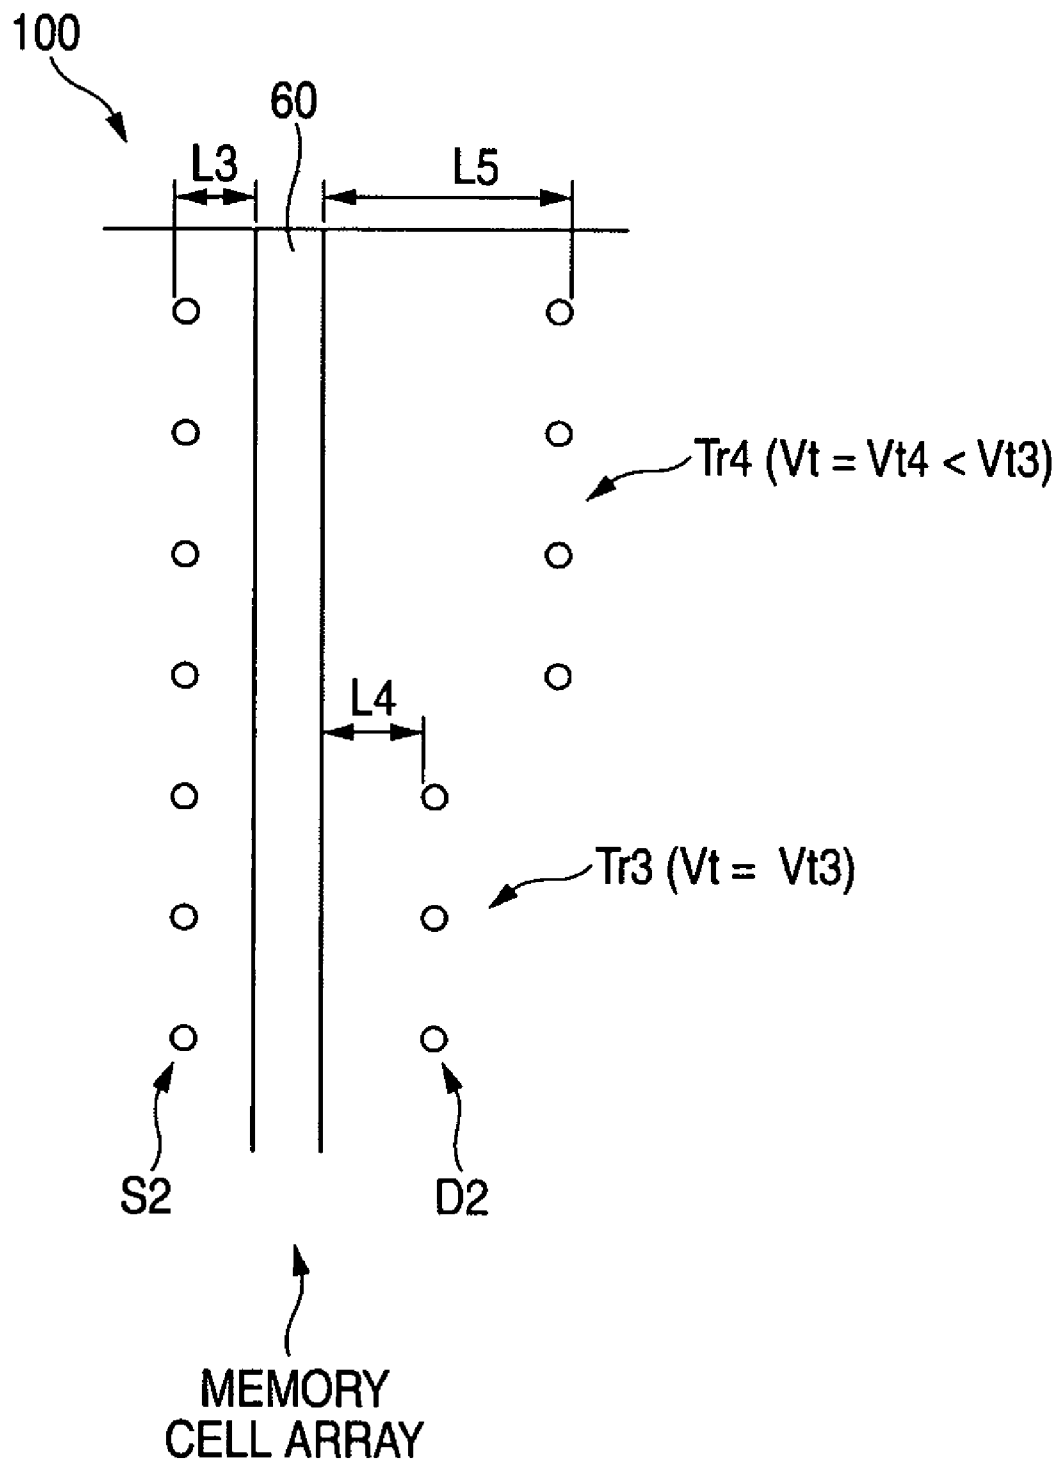 100
60
L3
L5
Tr4 (Vt = Vt4 < Vt3)
L4
Tr3 (Vt = Vt3)
S2
D2
MEMORY
CELL ARRAY